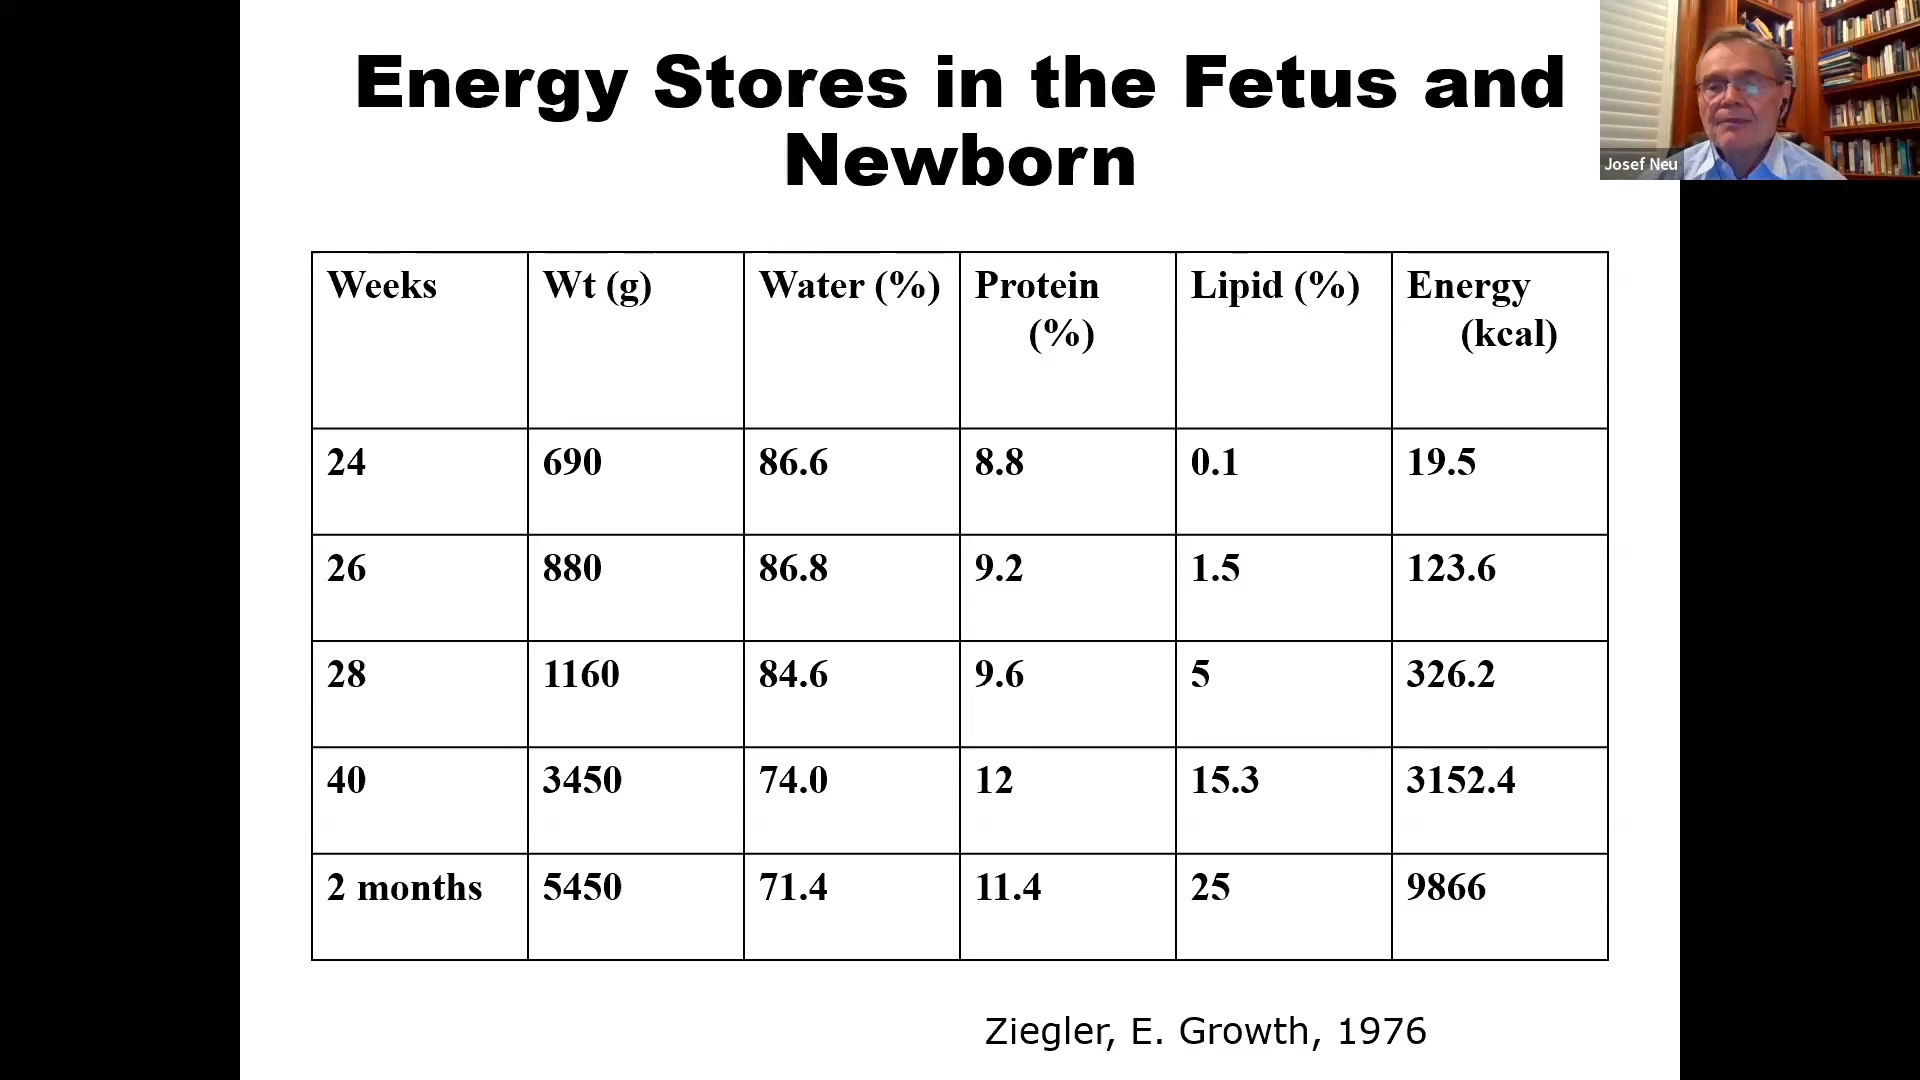 Energy Stores in the Fetus and
Newborn
Josef Neu
Weeks Wt (g) Water (%) Protein (%) Lipid (%) Energy (kcal)
24 690 86.6 8.8 0.1 19.5
26 880 86.8 9.2 1.5 123.6
28 1160 84.6 9.6 5 326.2
40 3450 74.0 12 15.3 3152.4
2 months 5450 71.4 11.4 25 9866
Ziegler, E. Growth, 1976